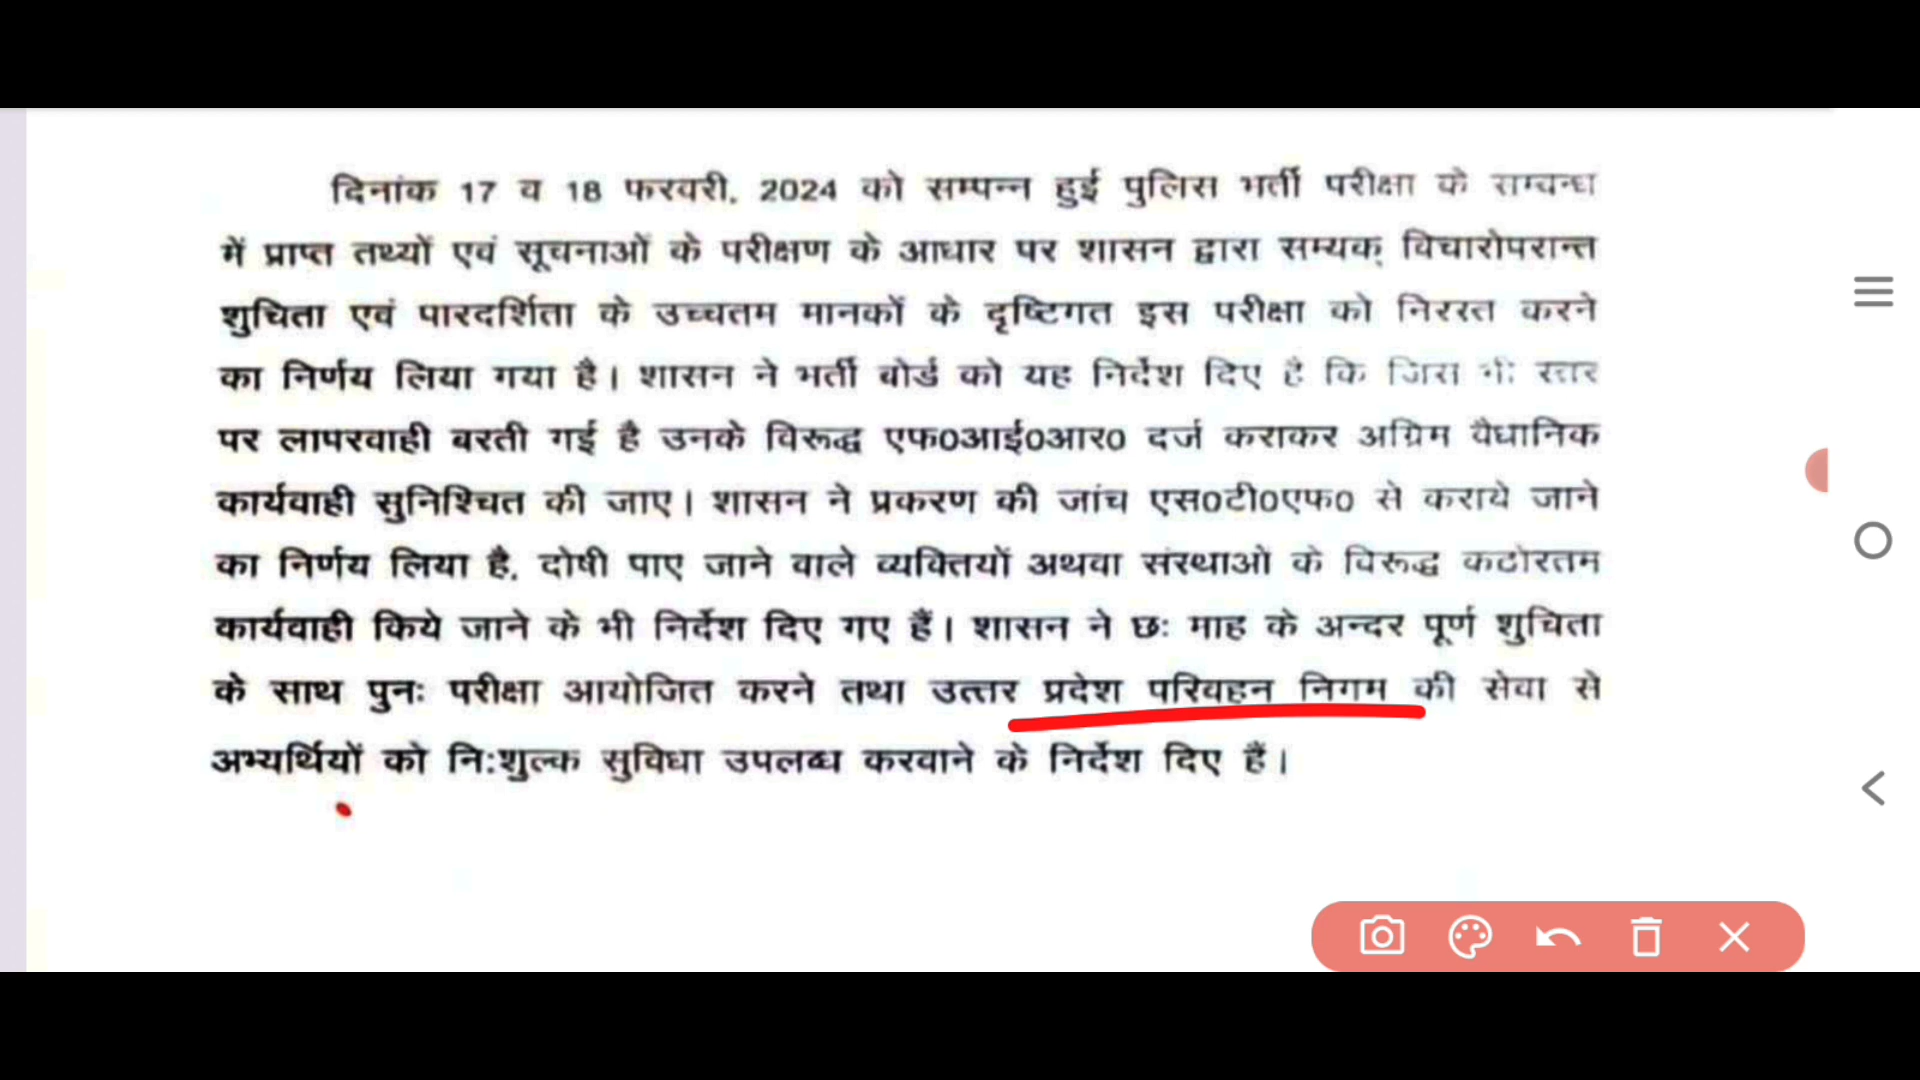 दिनांक 17 व 18 फरवरी, 2024 को सम्पन्न हुई पुलिस भर्ती परीक्षा के सम्बन्ध
में प्राप्त तथ्यों एवं सूचनाओं के परीक्षण के आधार पर शासन द्वारा सम्यक् विचारोपरान्त
शुचिता एवं पारदर्शिता के उच्चतम मानकों के दृष्टिगत इस परीक्षा को निरस्त करने
का निर्णय लिया गया है। शासन ने भर्ती बोर्ड को यह निर्देश दिए है कि जिस भी स्तर
पर लापरवाही बरती गई है उनके विरूद्ध एफ0आई0आर0 दर्ज कराकर अग्रिम वैधानिक
कार्यवाही सुनिश्चित की जाए। शासन ने प्रकरण की जांच एस0टी0एफ0 से कराये जाने
का निर्णय लिया है, दोषी पाए जाने वाले व्यक्तियों अथवा संस्थाओ के विरूद्ध कठोरतम
कार्यवाही किये जाने के भी निर्देश दिए गए हैं। शासन ने छः माह के अन्दर पूर्ण शुचिता
के साथ पुनः परीक्षा आयोजित करने तथा उत्तर प्रदेश परिवहन निगम की सेवा से
अभ्यर्थियों को नि:शुल्क सुविधा उपलब्ध करवाने के निर्देश दिए हैं।